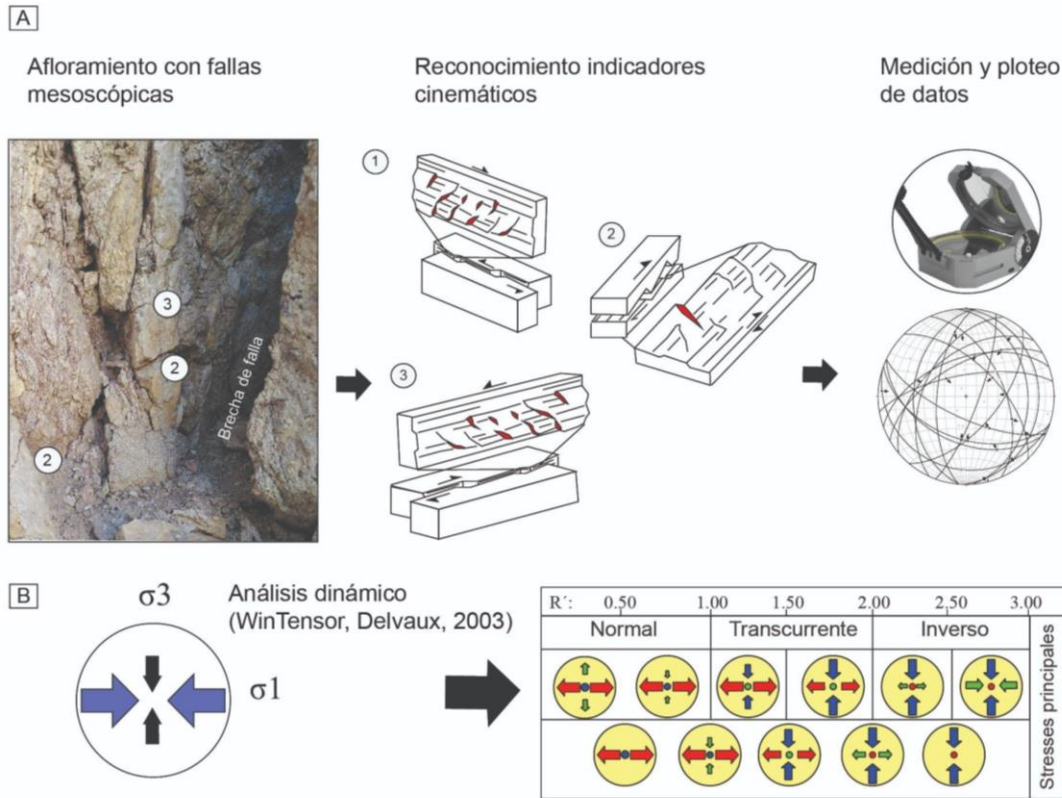 A
Afloramiento con fallas
mesoscópicas
Reconocimiento indicadores
cinemáticos
Medición y ploteo
de datos
1
2
3
3
2
2
Brecha de falla
B
σ3
σ1
Análisis dinámico
(WinTensor, Delvaux, 2003)
R´: 0.50 1.00 1.50 2.00 2,50 3.00
Normal Transcurrente Inverso
Stresses principales